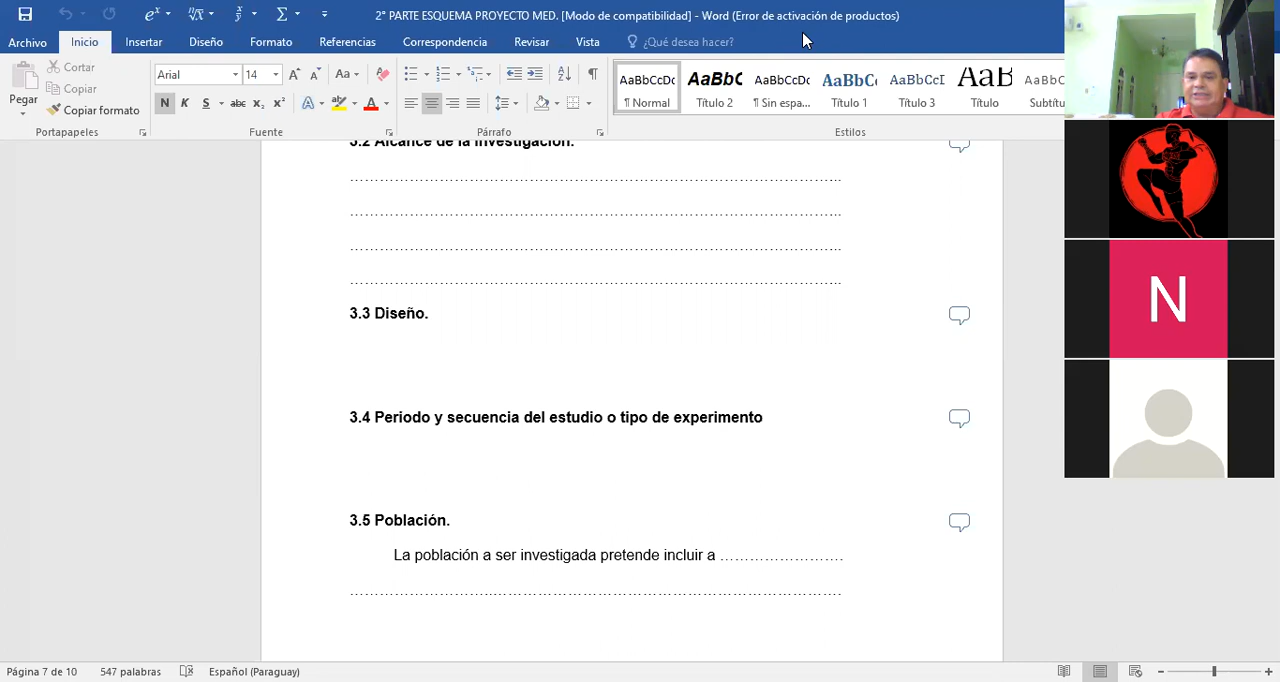 2° PARTE ESQUEMA PROYECTO MED. [Modo de compatibilidad] - Word (Error de activación de productos)
Archivo Inicio Insertar Diseño Formato Referencias Correspondencia Revisar Vista ¿Qué desea hacer?
Pegar
Cortar
Copiar
Copiar formato
Portapapeles
Arial 14
N K S abc x₂ x²
Fuente
Párrafo
AaBbCcDc AaBbC AaBbCcDc AaBbC AaBbCcI AaB AaBbC
¶ Normal Título 2 ¶ Sin espa... Título 1 Título 3 Título Subtítu
Estilos
3.2 Alcance de la investigación.
3.3 Diseño.
3.4 Periodo y secuencia del estudio o tipo de experimento
3.5 Población.
La población a ser investigada pretende incluir a ……………………
N
Página 7 de 10 547 palabras Español (Paraguay)